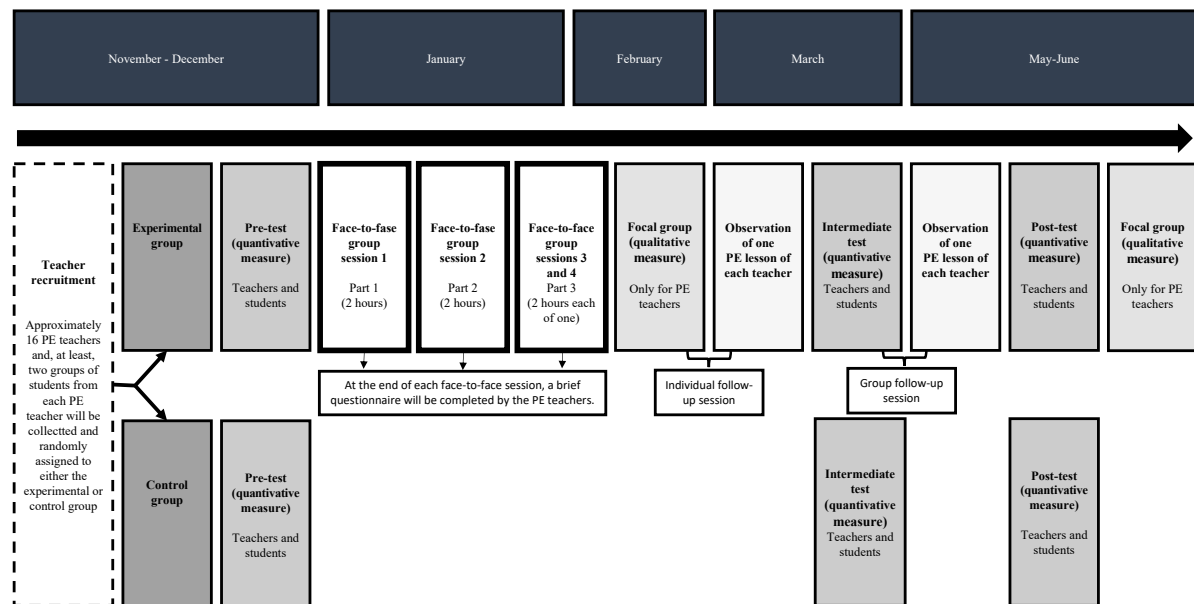 November - December
January
February
March
May-June
Teacher
recruitment
Approximately
16 PE teachers
and, at least,
two groups of
students from
each PE
teacher will be
collectted and
randomly
assigned to
either the
experimental or
control group
Experimental
group
Pre-test
(quantivative
measure)
Teachers and
students
Face-to-fase
group
session 1
Part 1
(2 hours)
Face-to-fase
group
session 2
Part 2
(2 hours)
Face-to-face
group
sessions 3
and 4
Part 3
(2 hours each
of one)
Focal group
(qualitative
measure)
Only for PE
teachers
Observation
of one
PE lesson of
each teacher
Intermediate
test
(quantivative
measure)
Teachers and
students
Observation
of one
PE lesson of
each teacher
Post-test
(quantivative
measure)
Teachers and
students
Focal group
(qualitative
measure)
Only for PE
teachers
At the end of each face-to-face session, a brief
questionnaire will be completed by the PE teachers.
Individual follow-
up session
Group follow-up
session
Control
group
Pre-test
(quantivative
measure)
Teachers and
students
Intermediate
test
(quantivative
measure)
Teachers and
students
Post-test
(quantivative
measure)
Teachers and
students